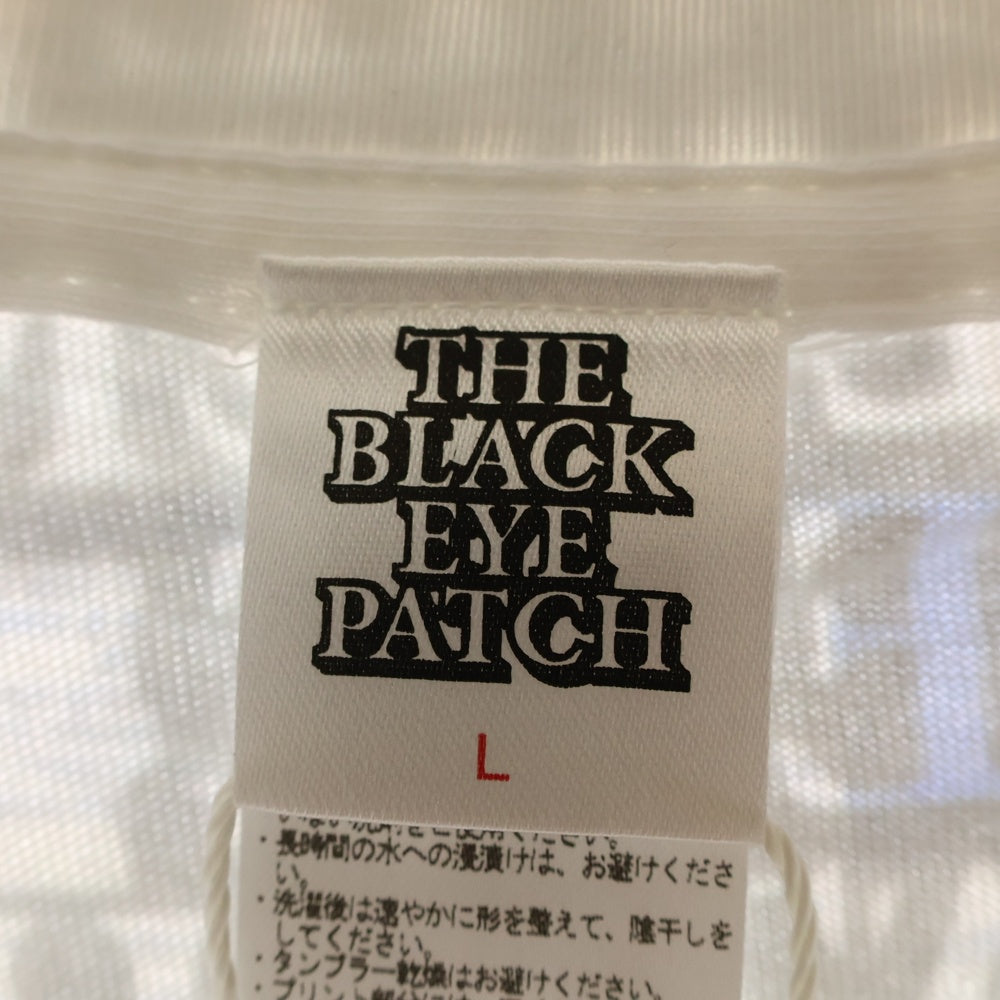 THE
BLACK
EYE
PATCH
L
・長時間の水への浸漬けは、お避けくださ
い。
・洗濯後は速やかに形を整えて、陰干しを
してください。
・タンブラー乾燥はお避けください。